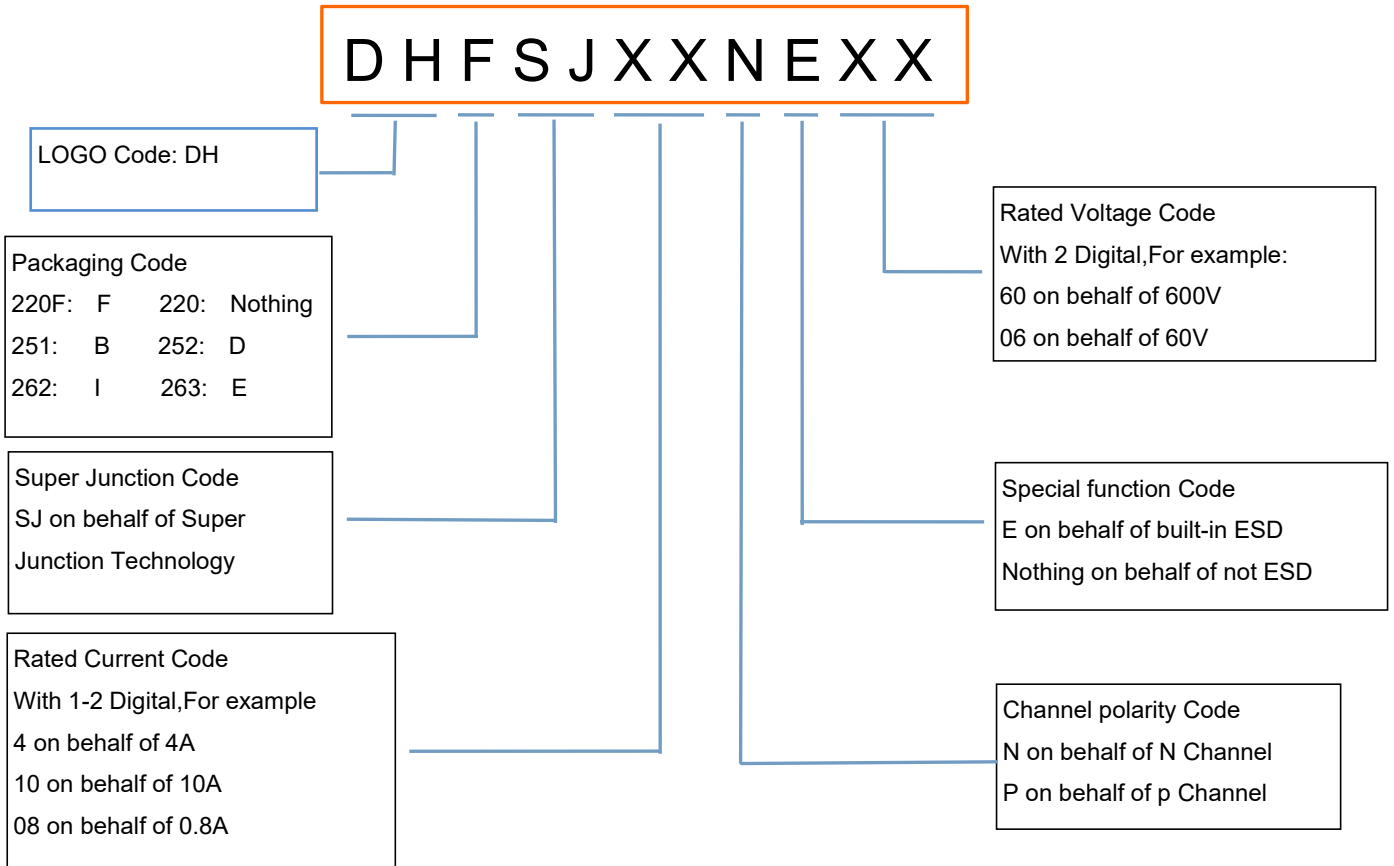 D H F S J X X N E X X
LOGO Code: DH
Packaging Code
220F: F 220: Nothing
251: B 252: D
262: I 263: E
Super Junction Code
SJ on behalf of Super
Junction Technology
Rated Current Code
With 1-2 Digital,For example
4 on behalf of 4A
10 on behalf of 10A
08 on behalf of 0.8A
Rated Voltage Code
With 2 Digital,For example:
60 on behalf of 600V
06 on behalf of 60V
Special function Code
E on behalf of built-in ESD
Nothing on behalf of not ESD
Channel polarity Code
N on behalf of N Channel
P on behalf of p Channel